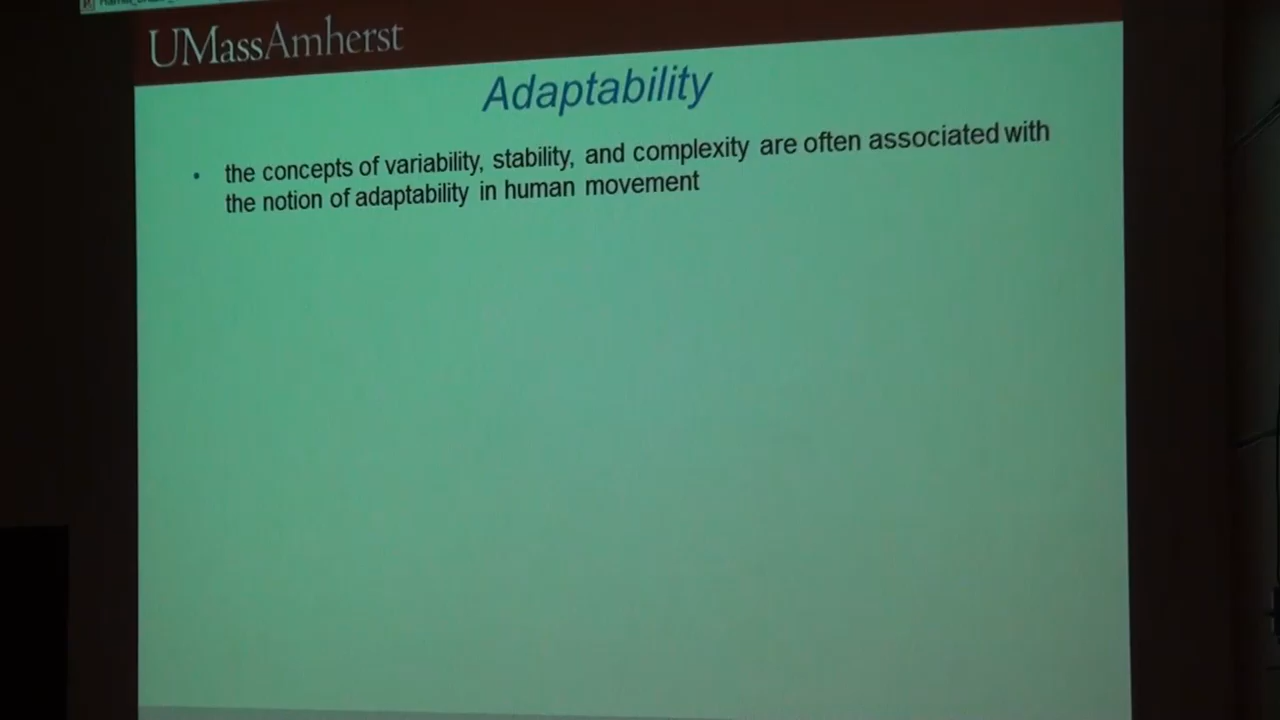 UMassAmherst
Adaptability
• the concepts of variability, stability, and complexity are often associated with
the notion of adaptability in human movement